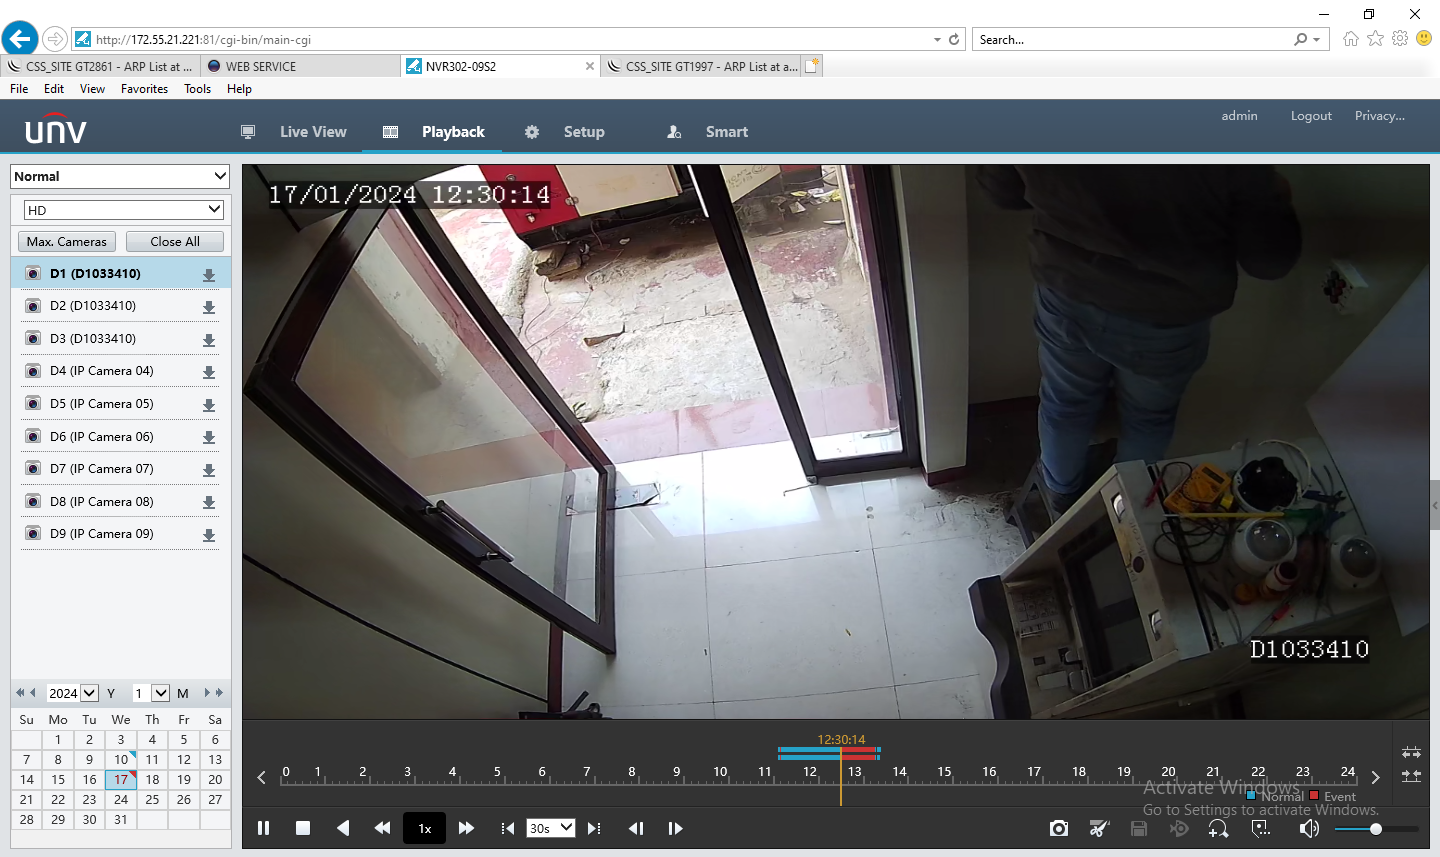 http://172.55.21.221:81/cgi-bin/main-cgi
Search...
CSS_SITE GT2861 - ARP List at ...
WEB SERVICE
NVR302-09S2
CSS_SITE GT1997 - ARP List at a...
File Edit View Favorites Tools Help
unv
Live View
Playback
Setup
Smart
admin
Logout
Privacy...
Normal
HD
Max. Cameras
Close All
D1 (D1033410)
D2 (D1033410)
D3 (D1033410)
D4 (IP Camera 04)
D5 (IP Camera 05)
D6 (IP Camera 06)
D7 (IP Camera 07)
D8 (IP Camera 08)
D9 (IP Camera 09)
2024 Y 1 M
Su Mo Tu We Th Fr Sa
1 2 3 4 5 6
7 8 9 10 11 12 13
14 15 16 17 18 19 20
21 22 23 24 25 26 27
28 29 30 31
17/01/2024 12:30:14
D1033410
12:30:14
0 1 2 3 4 5 6 7 8 9 10 11 12 13 14 15 16 17 18 19 20 21 22 23 24
Normal Event
Activate Windows
Go to Settings to activate Windows.
1x
30s